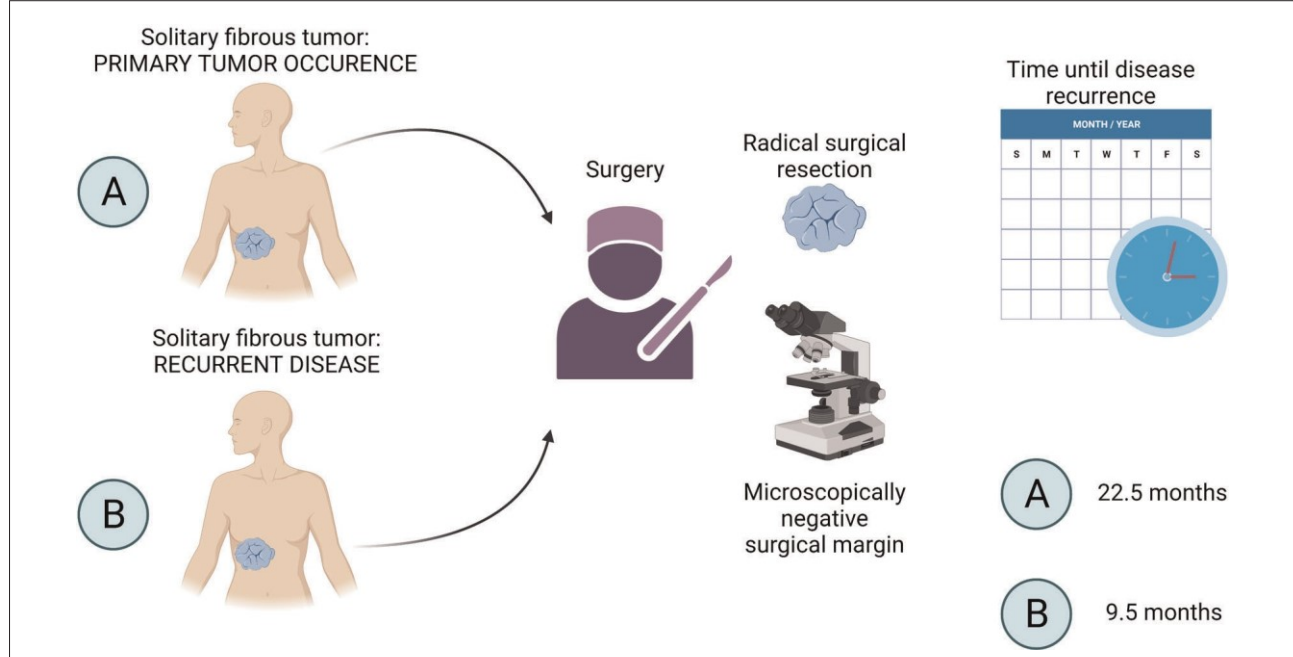 Solitary fibrous tumor:
PRIMARY TUMOR OCCURENCE
A
Solitary fibrous tumor:
RECURRENT DISEASE
B
Surgery
Radical surgical
resection
Microscopically
negative
surgical margin
Time until disease
recurrence
MONTH / YEAR
S M T W T F S
A 22.5 months
B 9.5 months